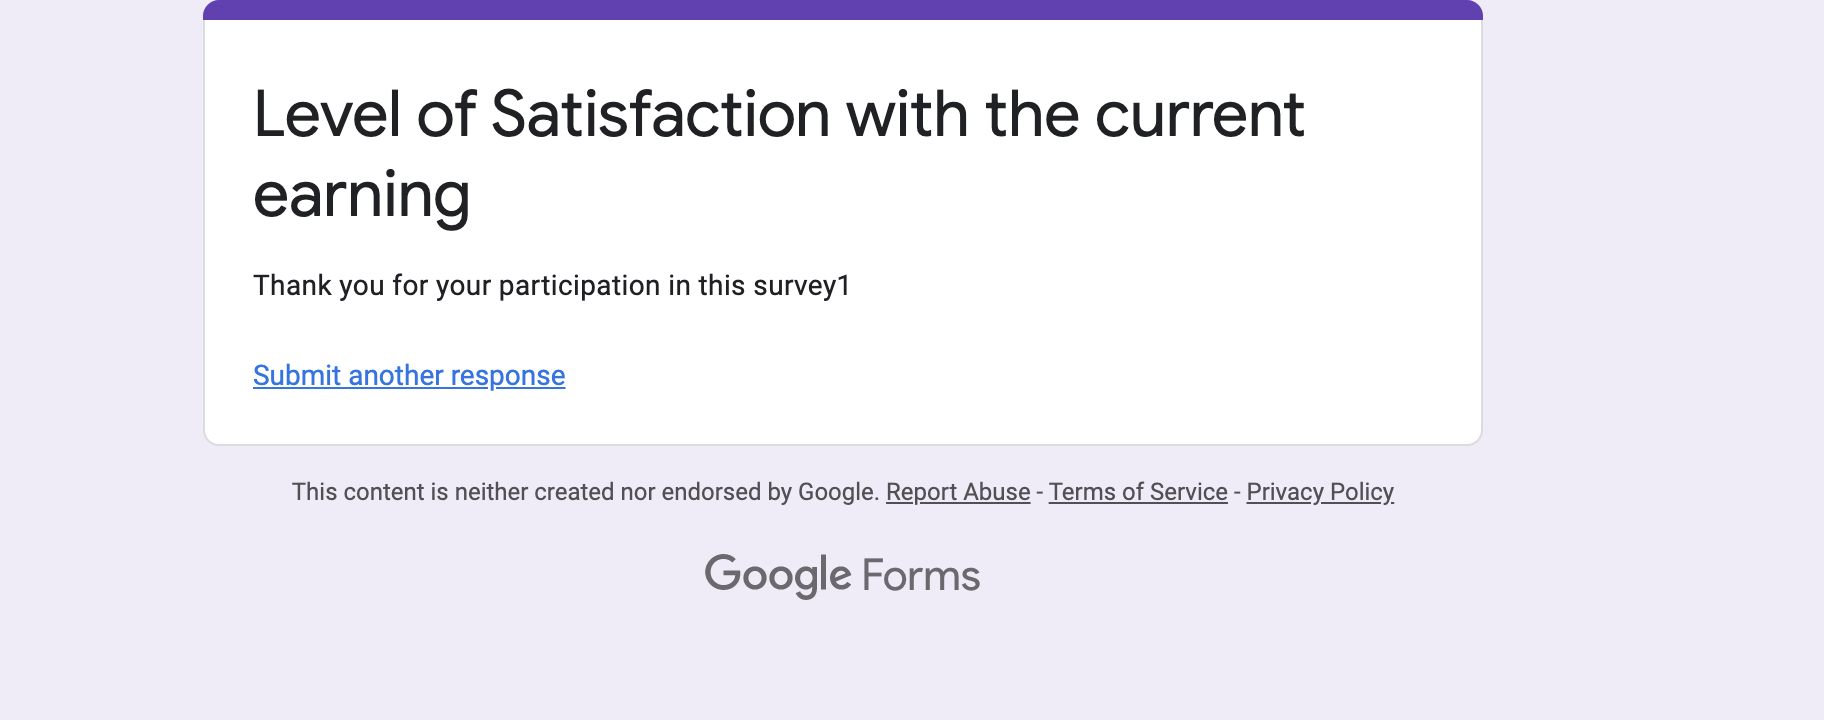 Level of Satisfaction with the current
earning
Thank you for your participation in this survey1
Submit another response
This content is neither created nor endorsed by Google. Report Abuse - Terms of Service - Privacy Policy
Google Forms